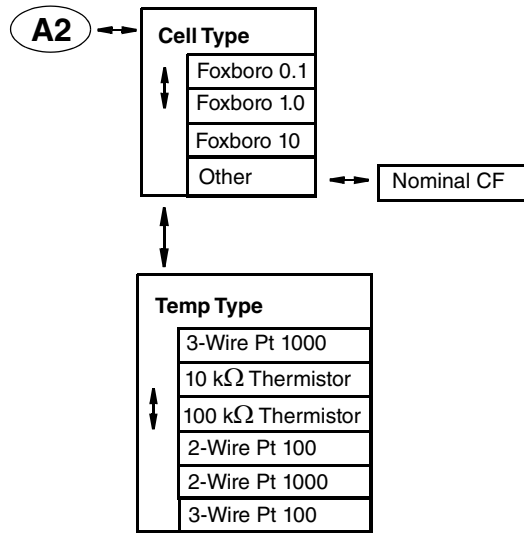 A2
Cell Type
Foxboro 0.1
Foxboro 1.0
Foxboro 10
Other
Nominal CF
Temp Type
3-Wire Pt 1000
10 kΩ Thermistor
100 kΩ Thermistor
2-Wire Pt 100
2-Wire Pt 1000
3-Wire Pt 100